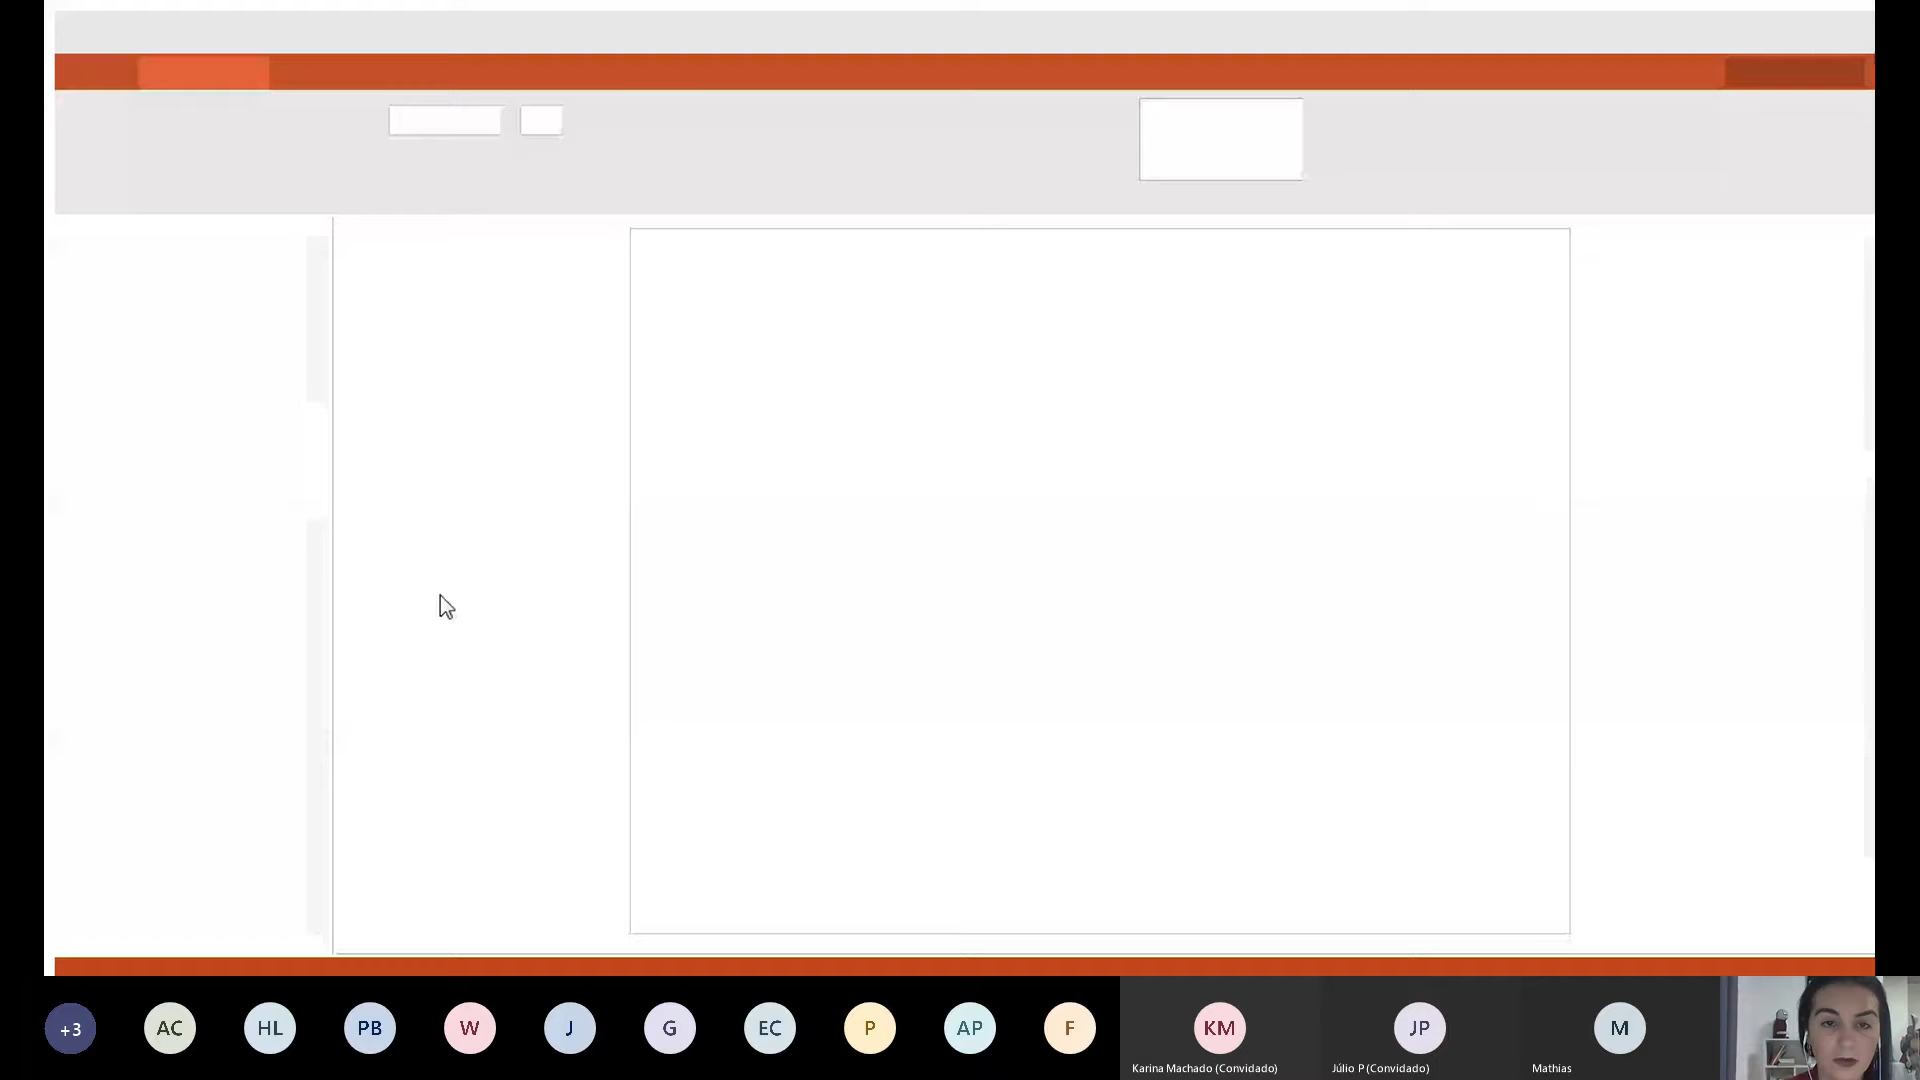 +3
AC
HL
PB
W
J
G
EC
P
AP
F
KM
JP
M
Karina Machado (Convidado)
Júlio P (Convidado)
Mathias